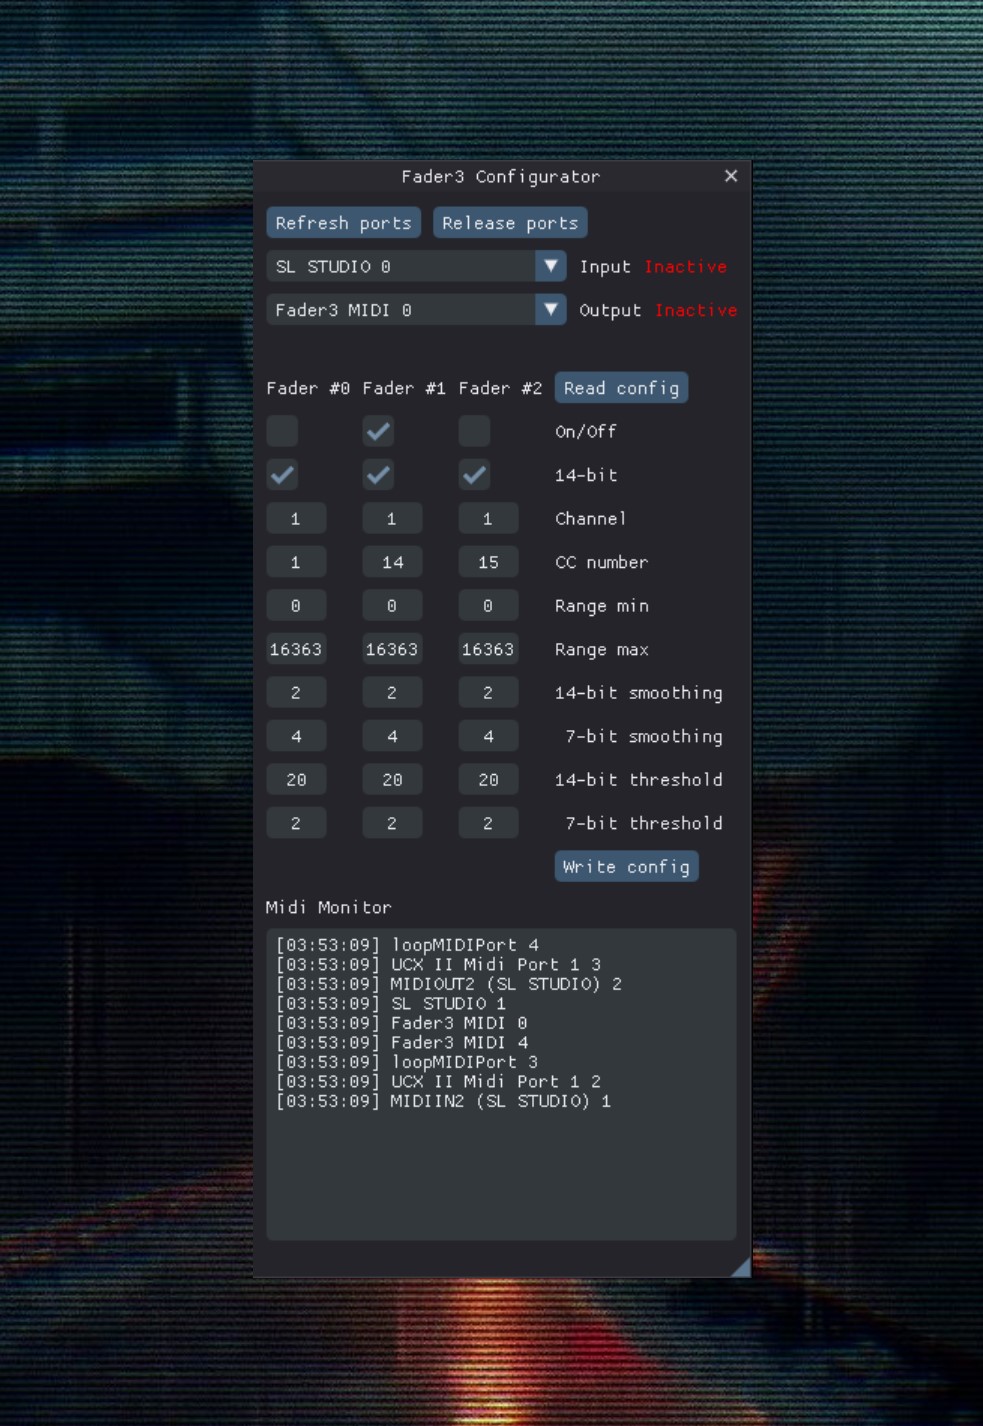 Fader3 Configurator
Refresh ports Release ports
SL STUDIO 0 Input Inactive
Fader3 MIDI 0 Output Inactive
Fader #0 Fader #1 Fader #2 Read config
On/Off
14-bit
1 1 1 Channel
1 14 15 CC number
0 0 0 Range min
16363 16363 16363 Range max
2 2 2 14-bit smoothing
4 4 4 7-bit smoothing
20 20 20 14-bit threshold
2 2 2 7-bit threshold
Write config
Midi Monitor
[03:53:09] loopMIDIPort 4
[03:53:09] UCX II Midi Port 1 3
[03:53:09] MIDIOUT2 (SL STUDIO) 2
[03:53:09] SL STUDIO 1
[03:53:09] Fader3 MIDI 0
[03:53:09] Fader3 MIDI 4
[03:53:09] loopMIDIPort 3
[03:53:09] UCX II Midi Port 1 2
[03:53:09] MIDIIN2 (SL STUDIO) 1